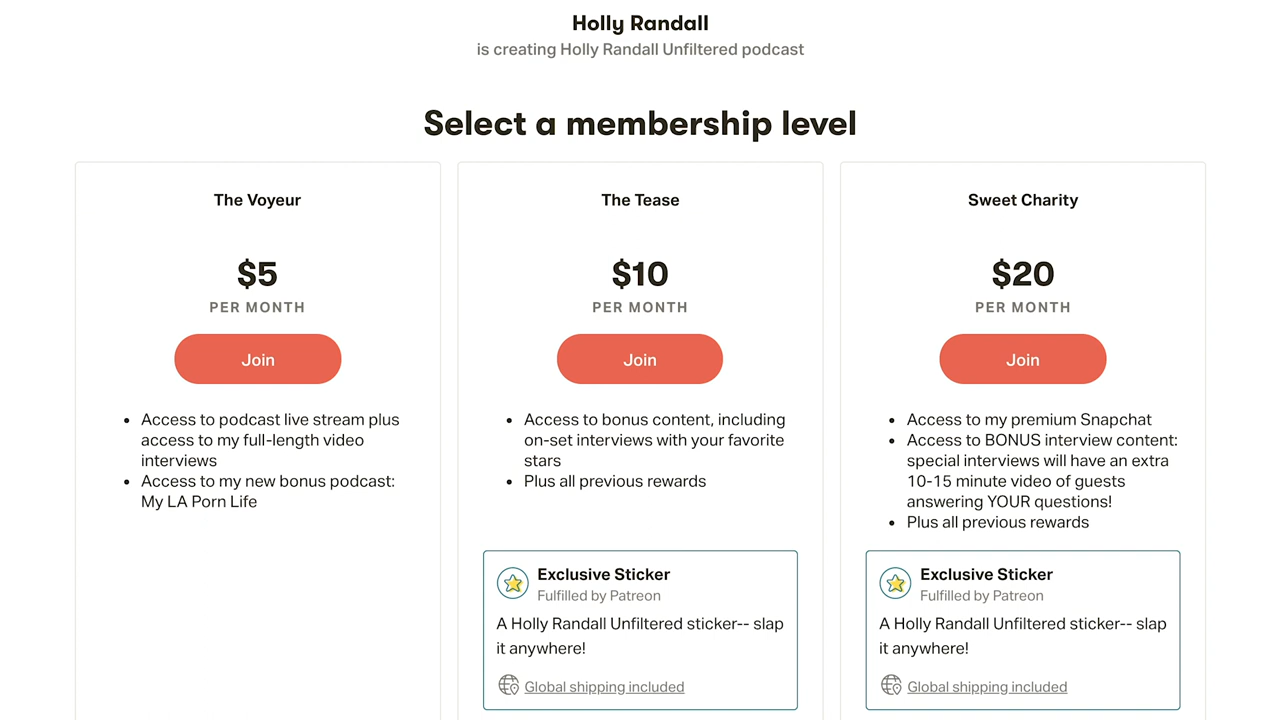 Holly Randall
is creating Holly Randall Unfiltered podcast
Select a membership level
The Voyeur
$5
PER MONTH
Join
• Access to podcast live stream plus
access to my full-length video
interviews
• Access to my new bonus podcast:
My LA Porn Life
The Tease
$10
PER MONTH
Join
• Access to bonus content, including
on-set interviews with your favorite
stars
• Plus all previous rewards
Exclusive Sticker
Fulfilled by Patreon
A Holly Randall Unfiltered sticker-- slap
it anywhere!
Global shipping included
Sweet Charity
$20
PER MONTH
Join
• Access to my premium Snapchat
• Access to BONUS interview content:
special interviews will have an extra
10-15 minute video of guests
answering YOUR questions!
• Plus all previous rewards
Exclusive Sticker
Fulfilled by Patreon
A Holly Randall Unfiltered sticker-- slap
it anywhere!
Global shipping included